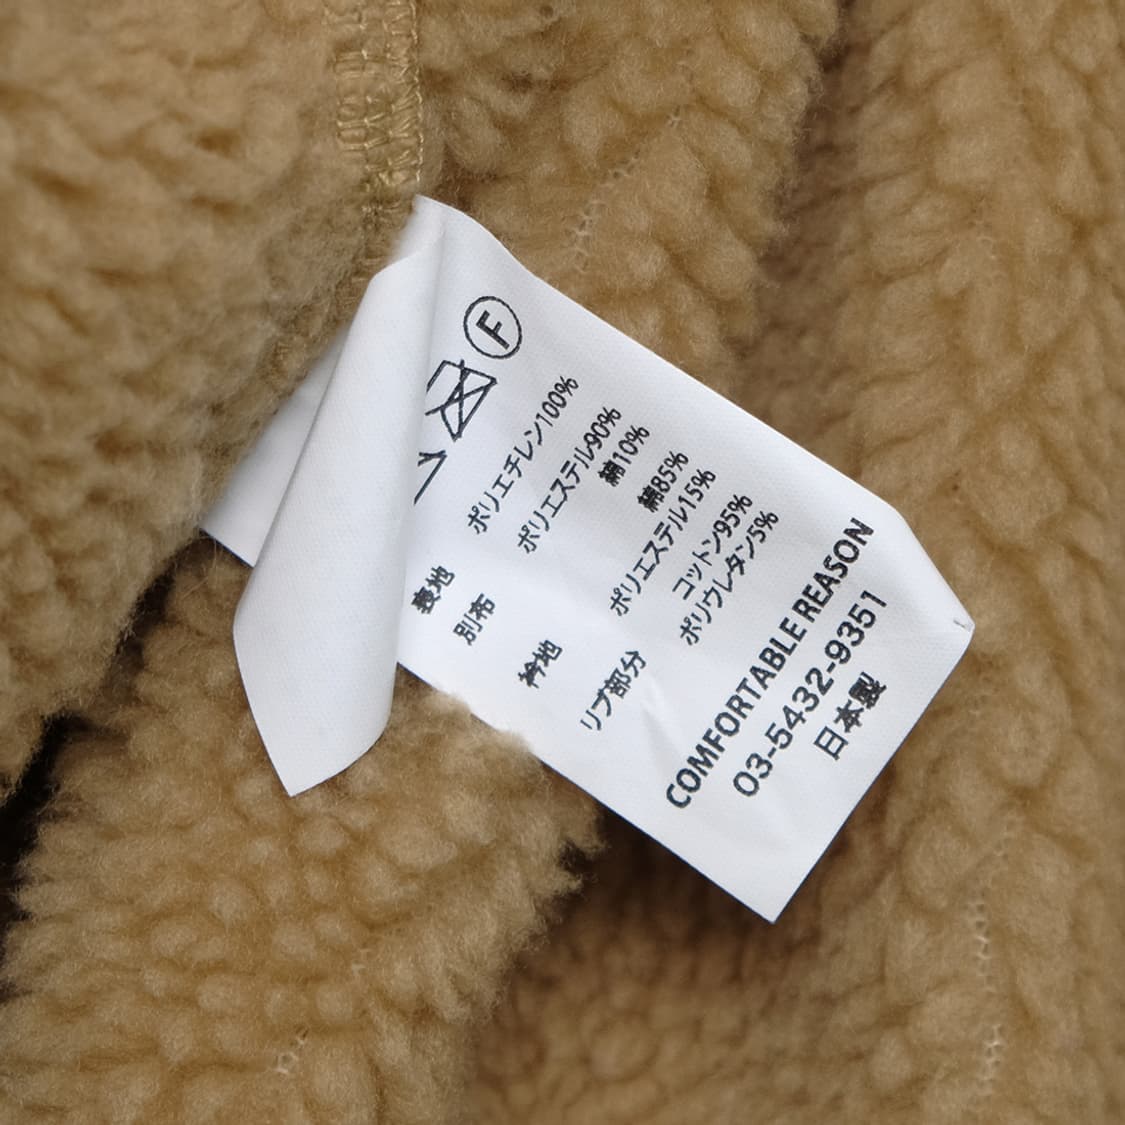 F
表地 ポリエチレン100%
別布 ポリエステル90%
綿10%
衿地 綿85%
ポリエステル15%
リブ部分 コットン95%
ポリウレタン5%
COMFORTABLE REASON
03-5432-9351
日本製